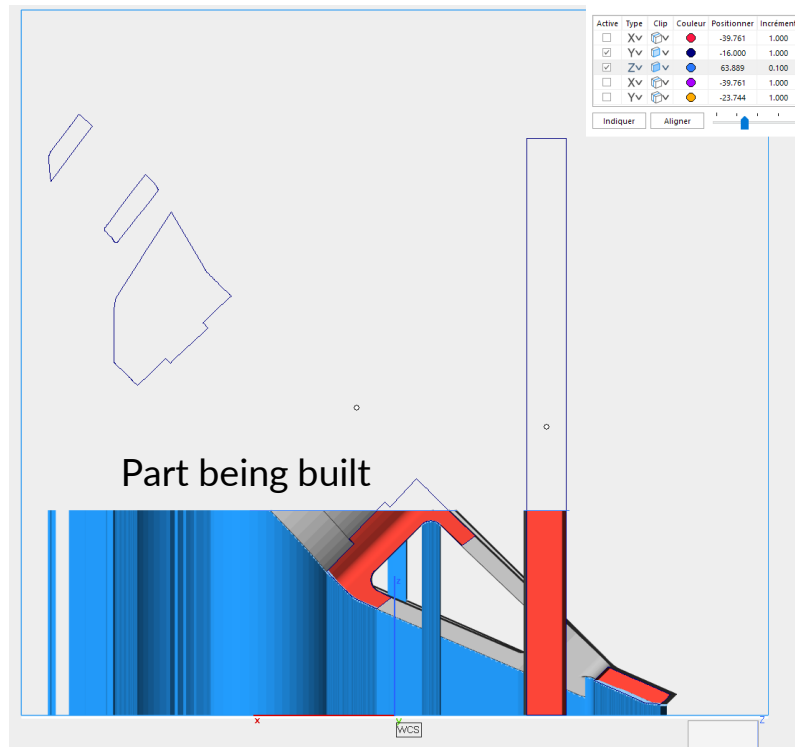 Active Type Clip Couleur Positionner Incrément
X -39.761 1.000
Y -16.000 1.000
Z 63.889 0.100
X -39.761 1.000
Y -23.744 1.000
Indiquer Aligner
Part being built
z
x
Y
Z
WCS